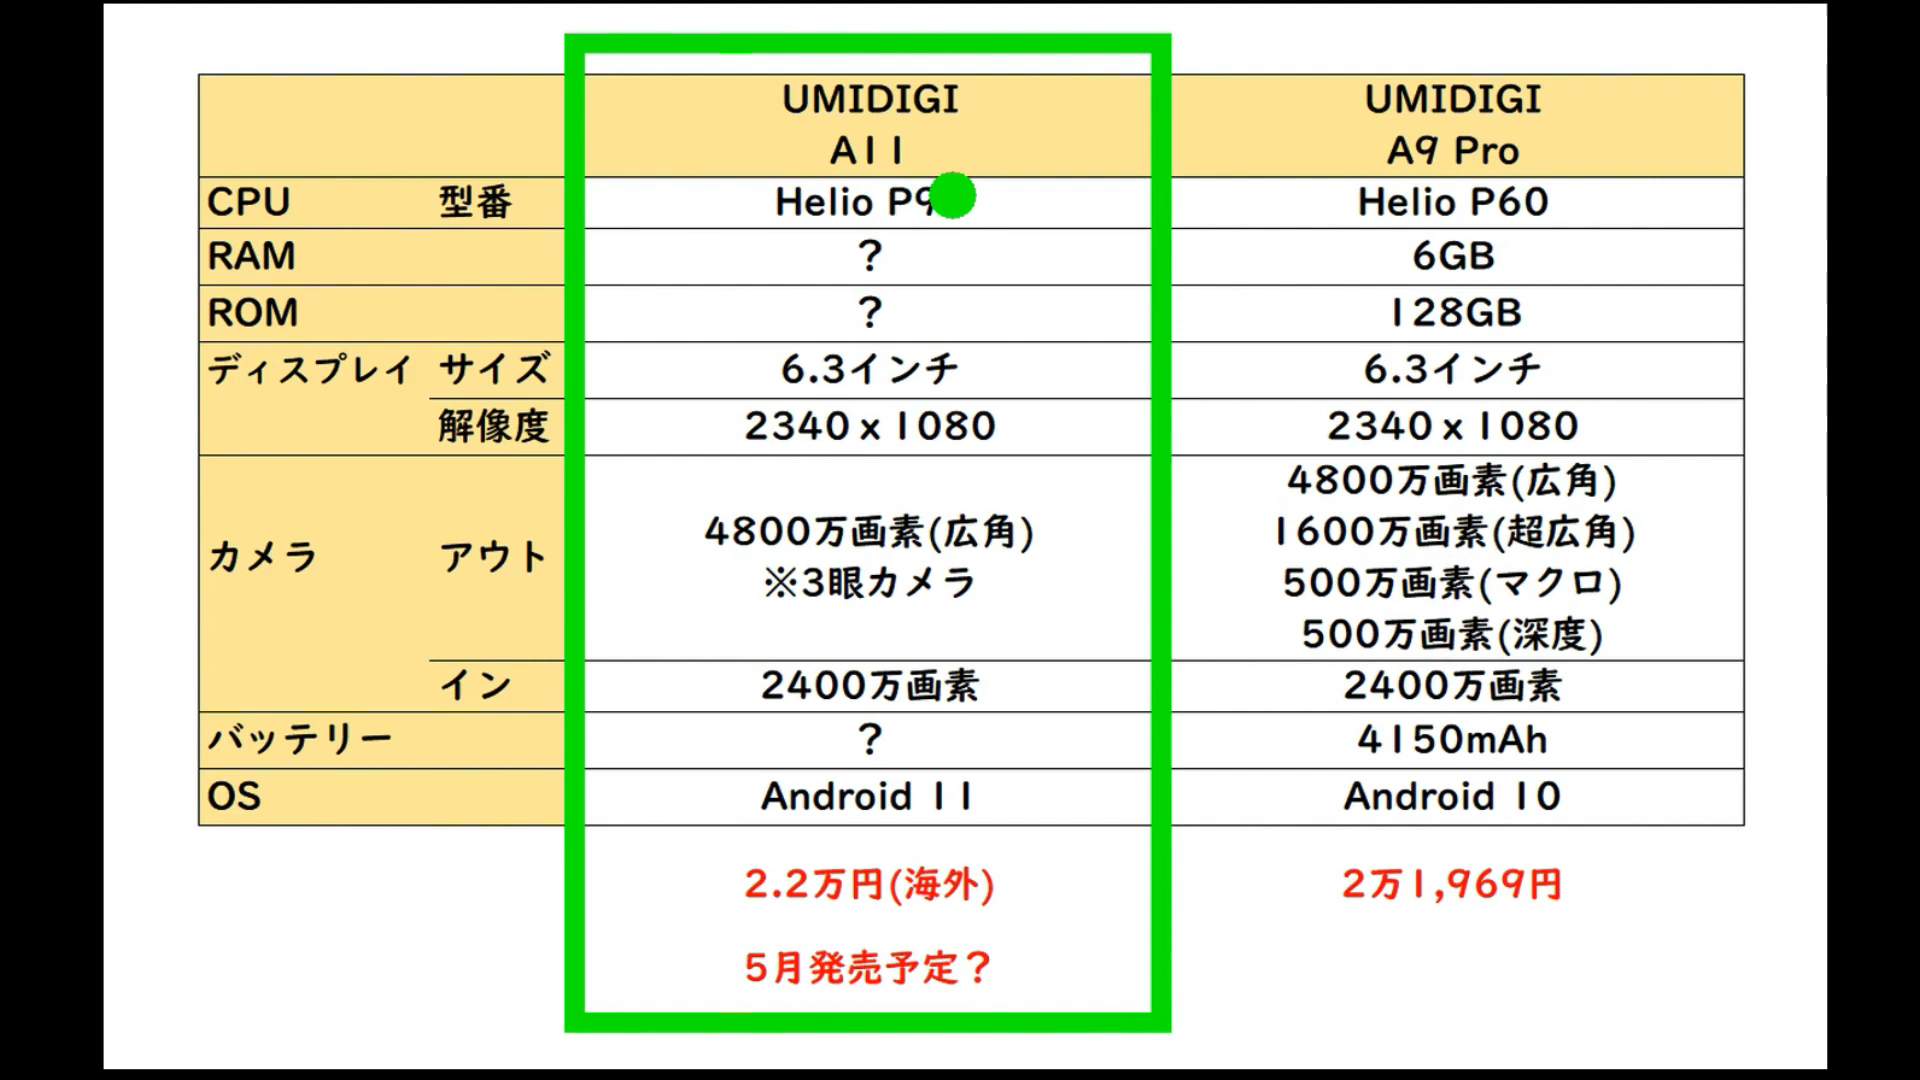 UMIDIGI
A11
UMIDIGI
A9 Pro
CPU 型番 Helio P60
RAM ? 6GB
ROM ? 128GB
ディスプレイ サイズ 6.3インチ 6.3インチ
解像度 2340x1080 2340x1080
カメラ アウト
4800万画素(広角)
※3眼カメラ
4800万画素(広角)
1600万画素(超広角)
500万画素(マクロ)
500万画素(深度)
イン 2400万画素 2400万画素
バッテリー ? 4150mAh
OS Android 11 Android 10
2.2万円(海外) 2万1,969円
5月発売予定?